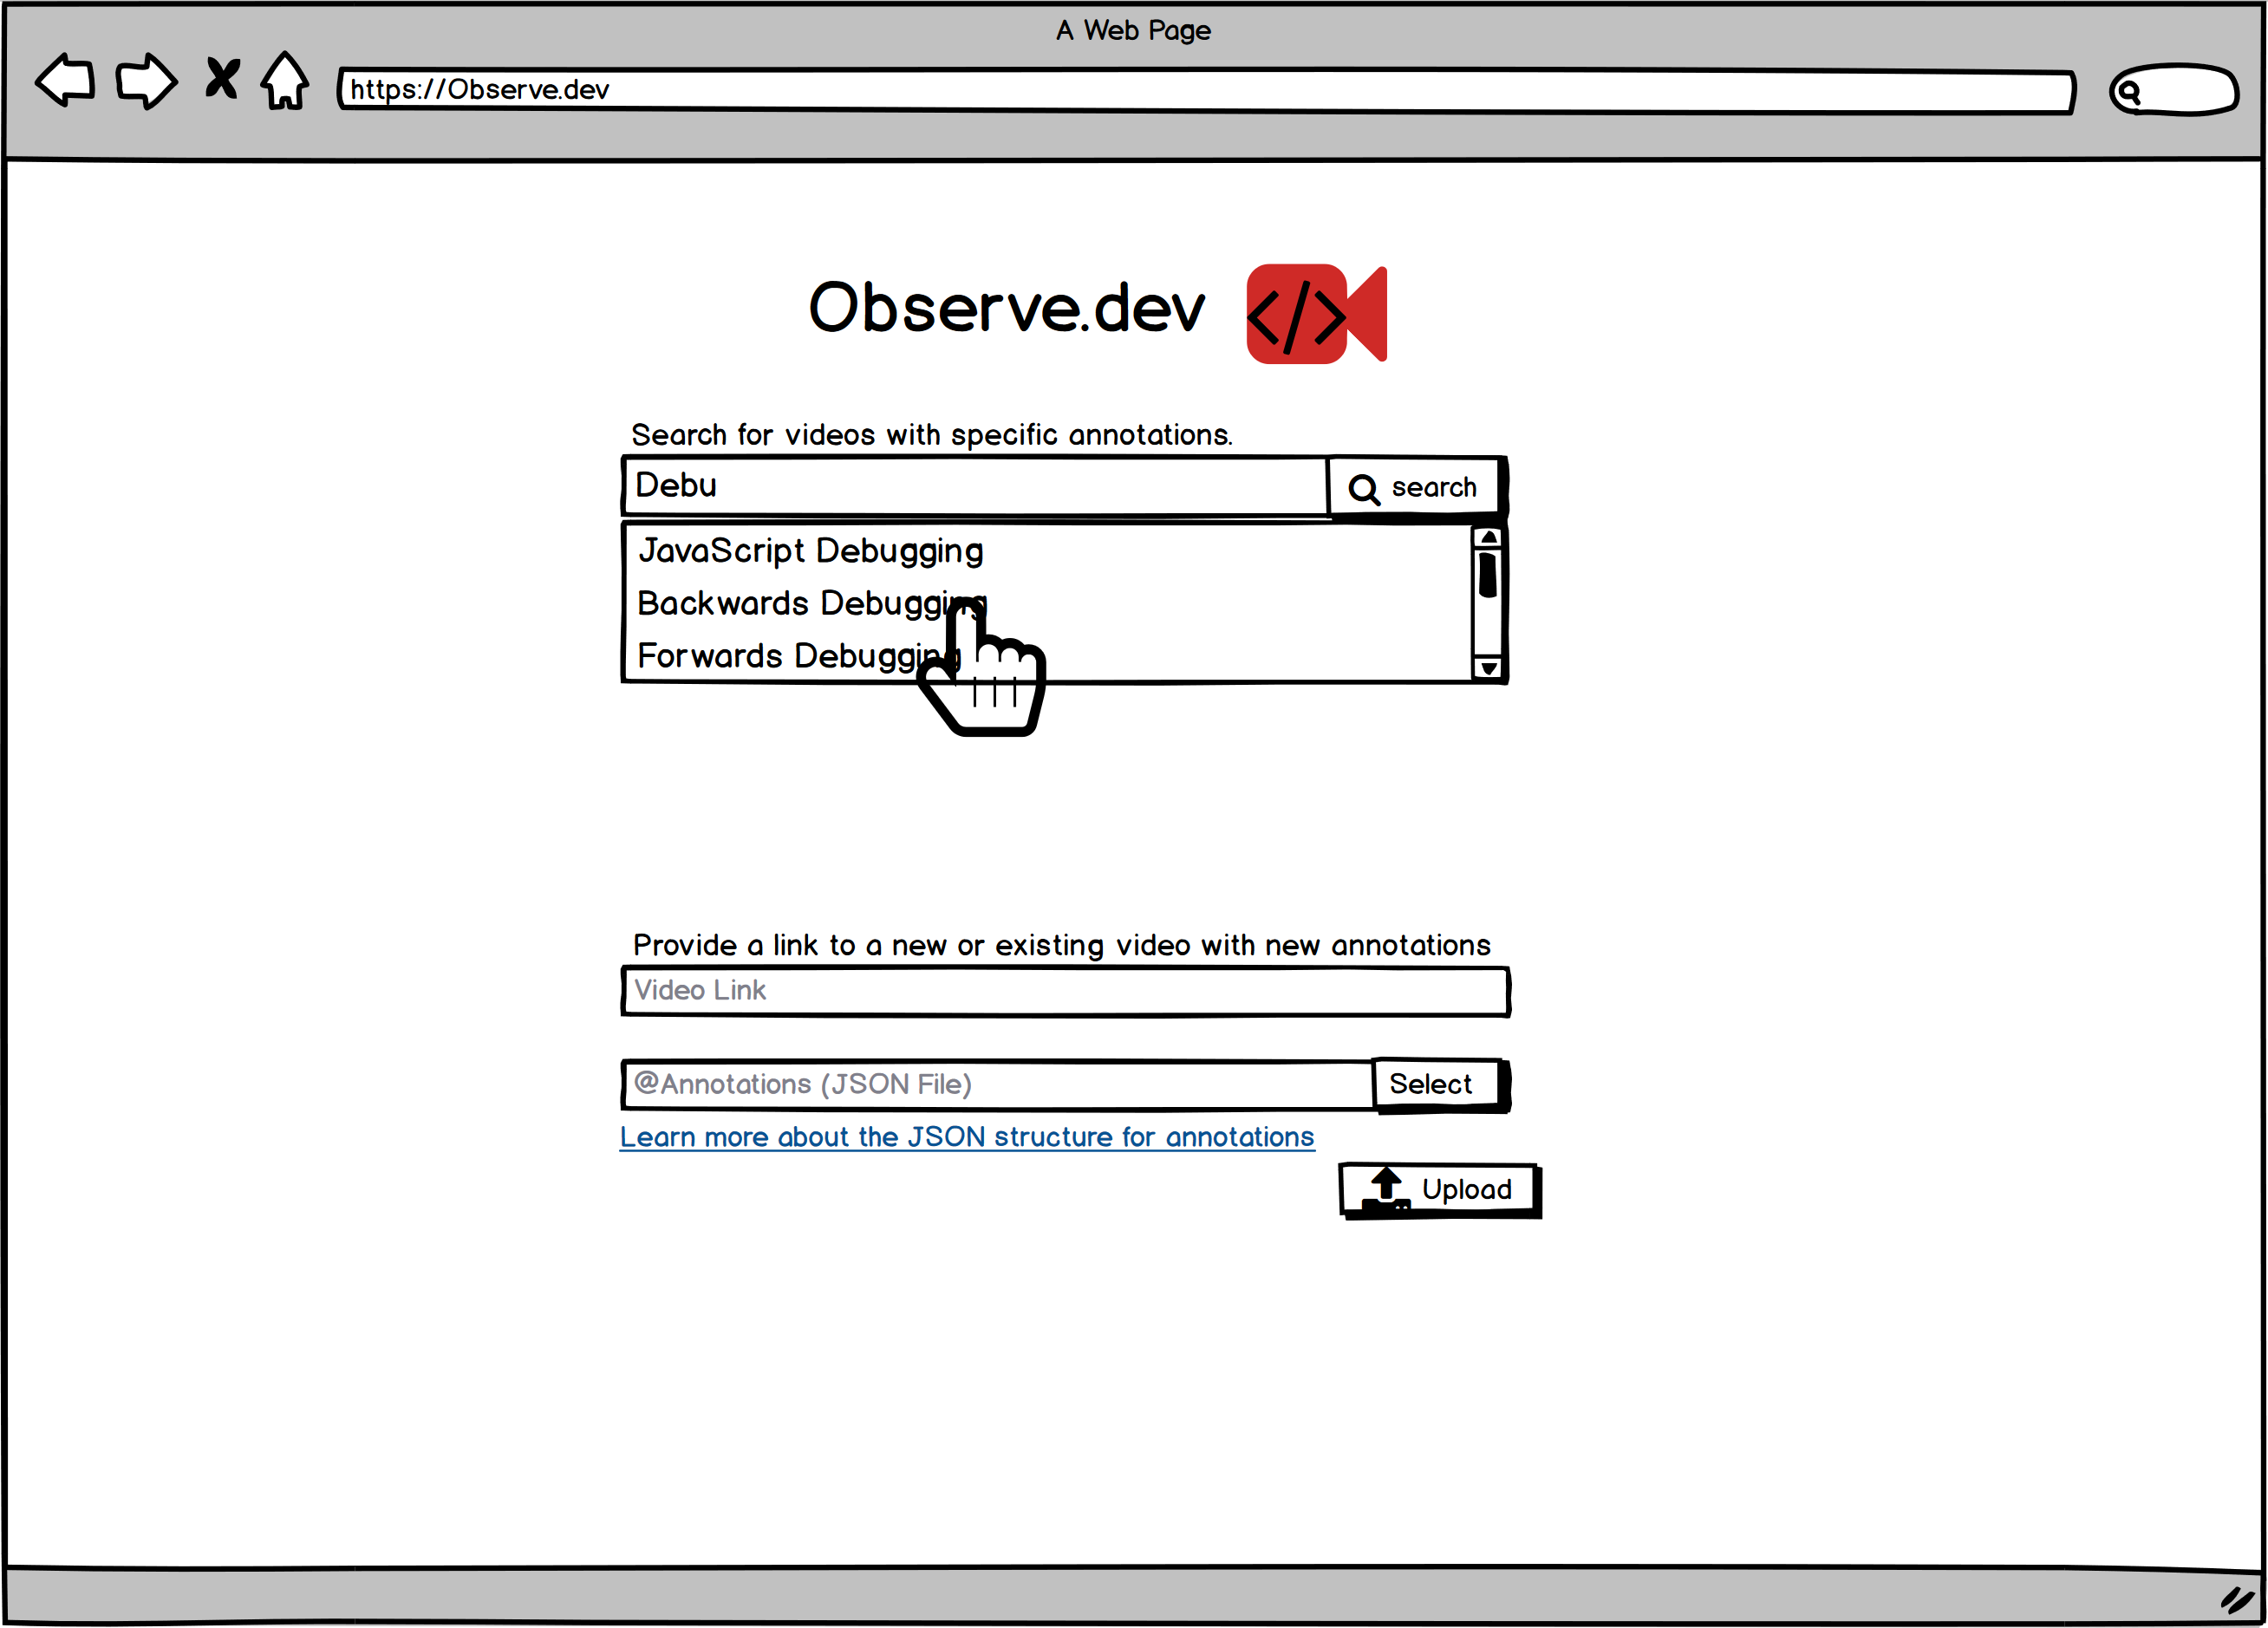 A Web Page
https://Observe.dev
Observe.dev </>
Search for videos with specific annotations.
Debu
search
JavaScript Debugging
Backwards Debugging
Forwards Debugging
Provide a link to a new or existing video with new annotations
Video Link
@Annotations (JSON File)
Select
Learn more about the JSON structure for annotations
Upload